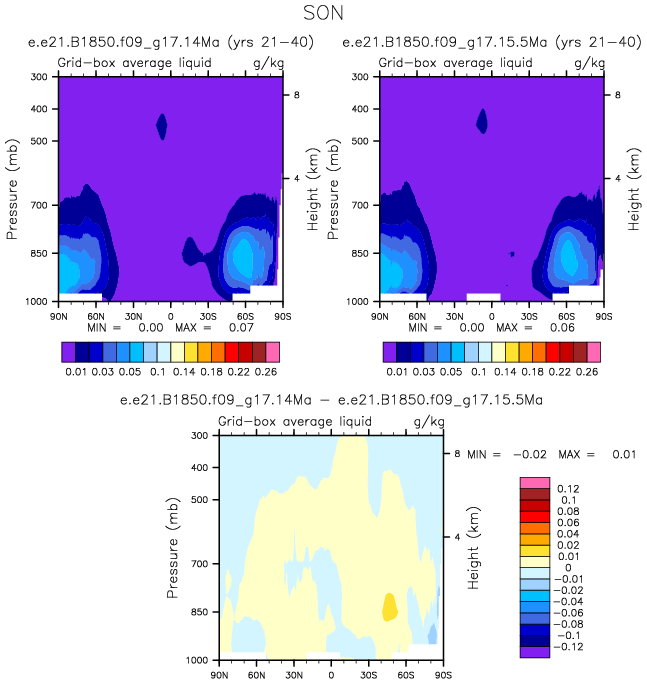 SON
e.e21.B1850.f09_g17.14Ma (yrs 21-40)
Grid-box average liquid g/kg
300
400
500
700
850
1000
Pressure (mb)
8
4
Height (km)
90N 60N 30N 0 30S 60S 90S
MIN = 0.00 MAX = 0.07
0.01 0.03 0.05 0.1 0.14 0.18 0.22 0.26
e.e21.B1850.f09_g17.15.5Ma (yrs 21-40)
Grid-box average liquid g/kg
300
400
500
700
850
1000
Pressure (mb)
8
4
Height (km)
90N 60N 30N 0 30S 60S 90S
MIN = 0.00 MAX = 0.06
0.01 0.03 0.05 0.1 0.14 0.18 0.22 0.26
e.e21.B1850.f09_g17.14Ma - e.e21.B1850.f09_g17.15.5Ma
Grid-box average liquid g/kg
300
400
500
700
850
1000
Pressure (mb)
8
4
Height (km)
90N 60N 30N 0 30S 60S 90S
MIN = -0.02 MAX = 0.01
0.12
0.1
0.08
0.06
0.04
0.02
0.01
0
-0.01
-0.02
-0.04
-0.06
-0.08
-0.1
-0.12